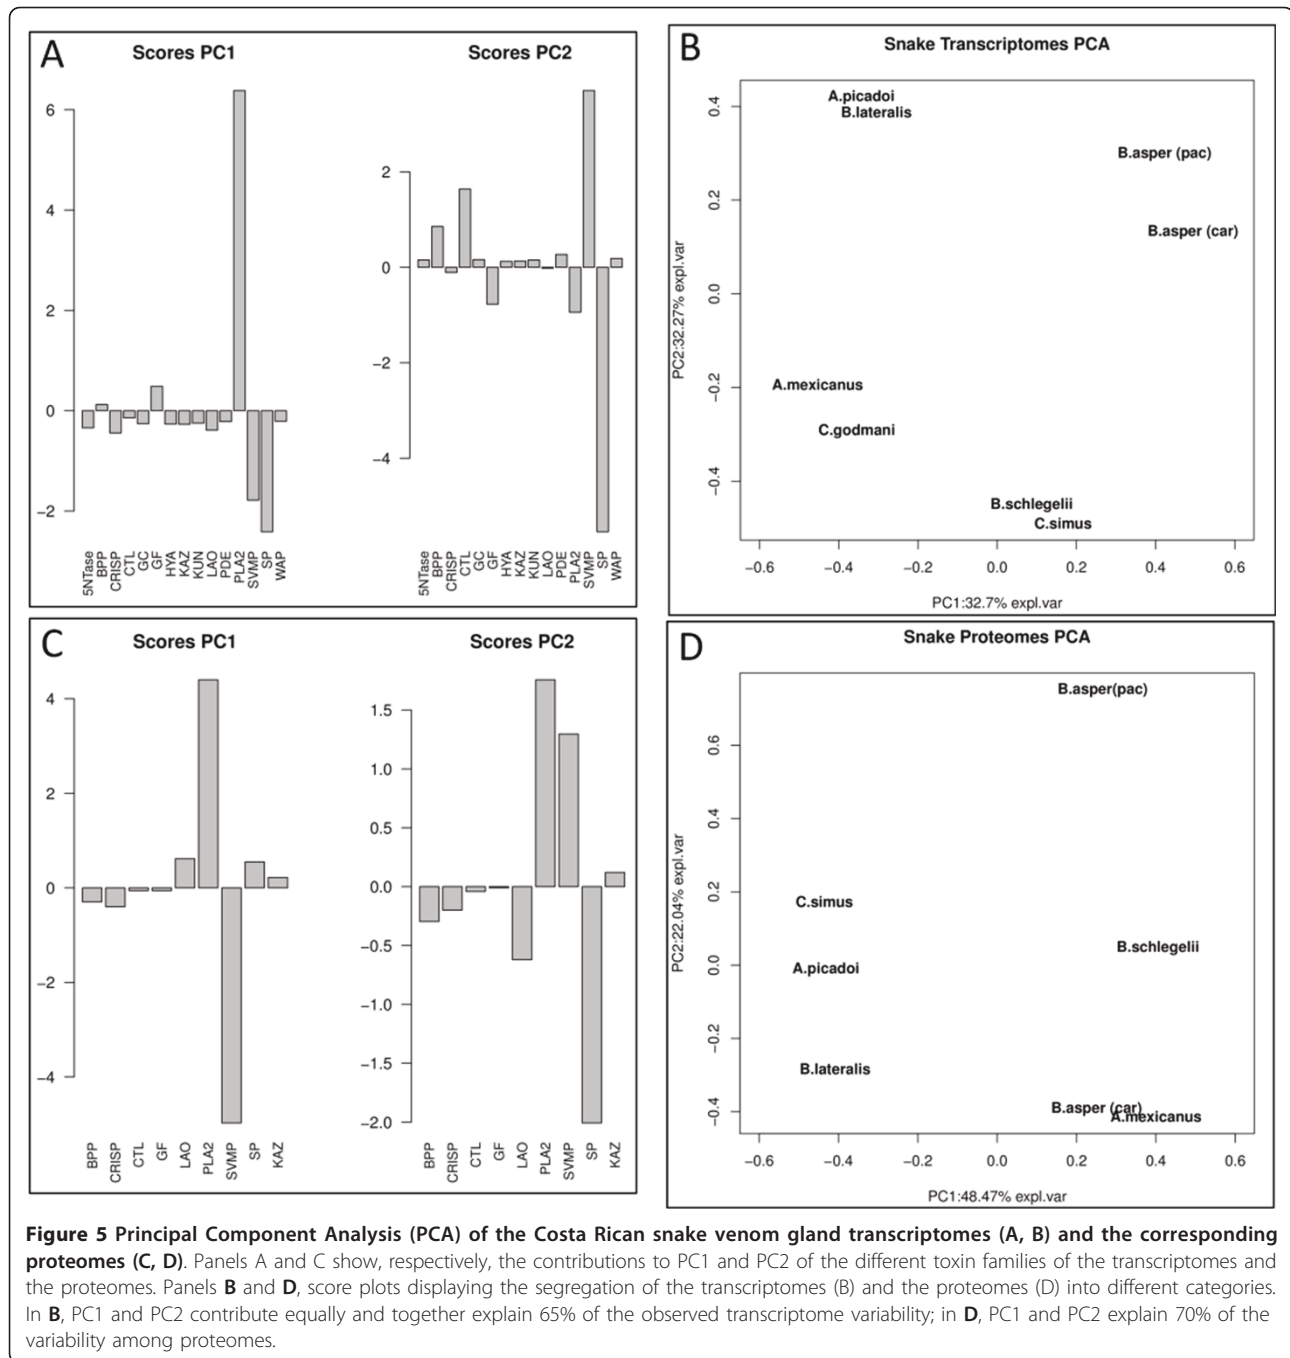 A
Scores PC1
Scores PC2
6
4
2
0
−2
2
0
−2
−4
5NTase
BPP
CRISP
CTL
GC
GF
HYA
KAZ
KUN
LAO
PDE
PLA2
SVMP
SP
WAP
5NTase
BPP
CRISP
CTL
GC
GF
HYA
KAZ
KUN
LAO
PDE
PLA2
SVMP
SP
WAP
B
Snake Transcriptomes PCA
PC2:32.27% expl.var
0.4
0.2
0.0
−0.2
−0.4
A.picadoi
B.lateralis
B.asper (pac)
B.asper (car)
A.mexicanus
C.godmani
B.schlegelii
C.simus
−0.6
−0.4
−0.2
0.0
0.2
0.4
0.6
PC1:32.7% expl.var
C
Scores PC1
Scores PC2
4
2
0
−2
−4
1.5
1.0
0.5
0.0
−0.5
−1.0
−1.5
−2.0
BPP
CRISP
CTL
GF
LAO
PLA2
SVMP
SP
KAZ
BPP
CRISP
CTL
GF
LAO
PLA2
SVMP
SP
KAZ
D
Snake Proteomes PCA
PC2:22.04% expl.var
0.6
0.4
0.2
0.0
−0.2
−0.4
B.asper(pac)
C.simus
B.schlegelii
A.picadoi
B.lateralis
B.asper (car)
A.mexicanus
−0.6
−0.4
−0.2
0.0
0.2
0.4
0.6
PC1:48.47% expl.var
Figure 5 Principal Component Analysis (PCA) of the Costa Rican snake venom gland transcriptomes (A, B) and the corresponding
proteomes (C, D). Panels A and C show, respectively, the contributions to PC1 and PC2 of the different toxin families of the transcriptomes and
the proteomes. Panels B and D, score plots displaying the segregation of the transcriptomes (B) and the proteomes (D) into different categories.
In B, PC1 and PC2 contribute equally and together explain 65% of the observed transcriptome variability; in D, PC1 and PC2 explain 70% of the
variability among proteomes.